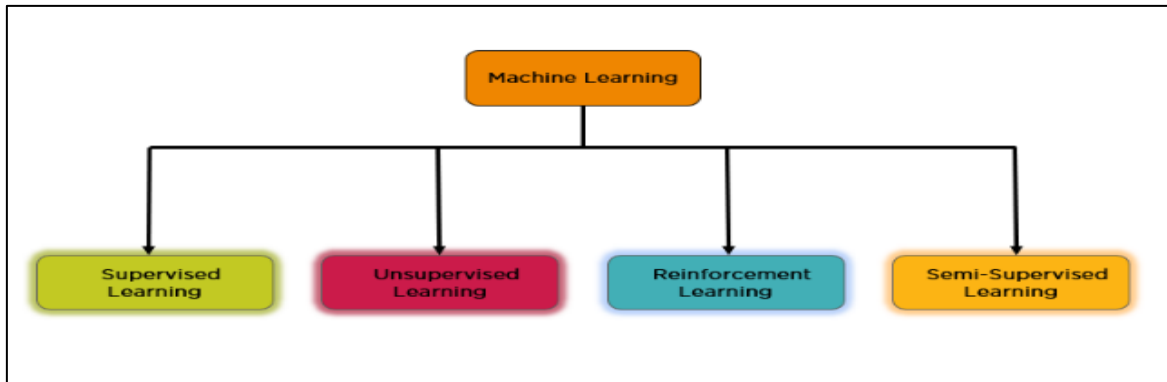 Machine Learning
Supervised
Learning
Unsupervised
Learning
Reinforcement
Learning
Semi-Supervised
Learning